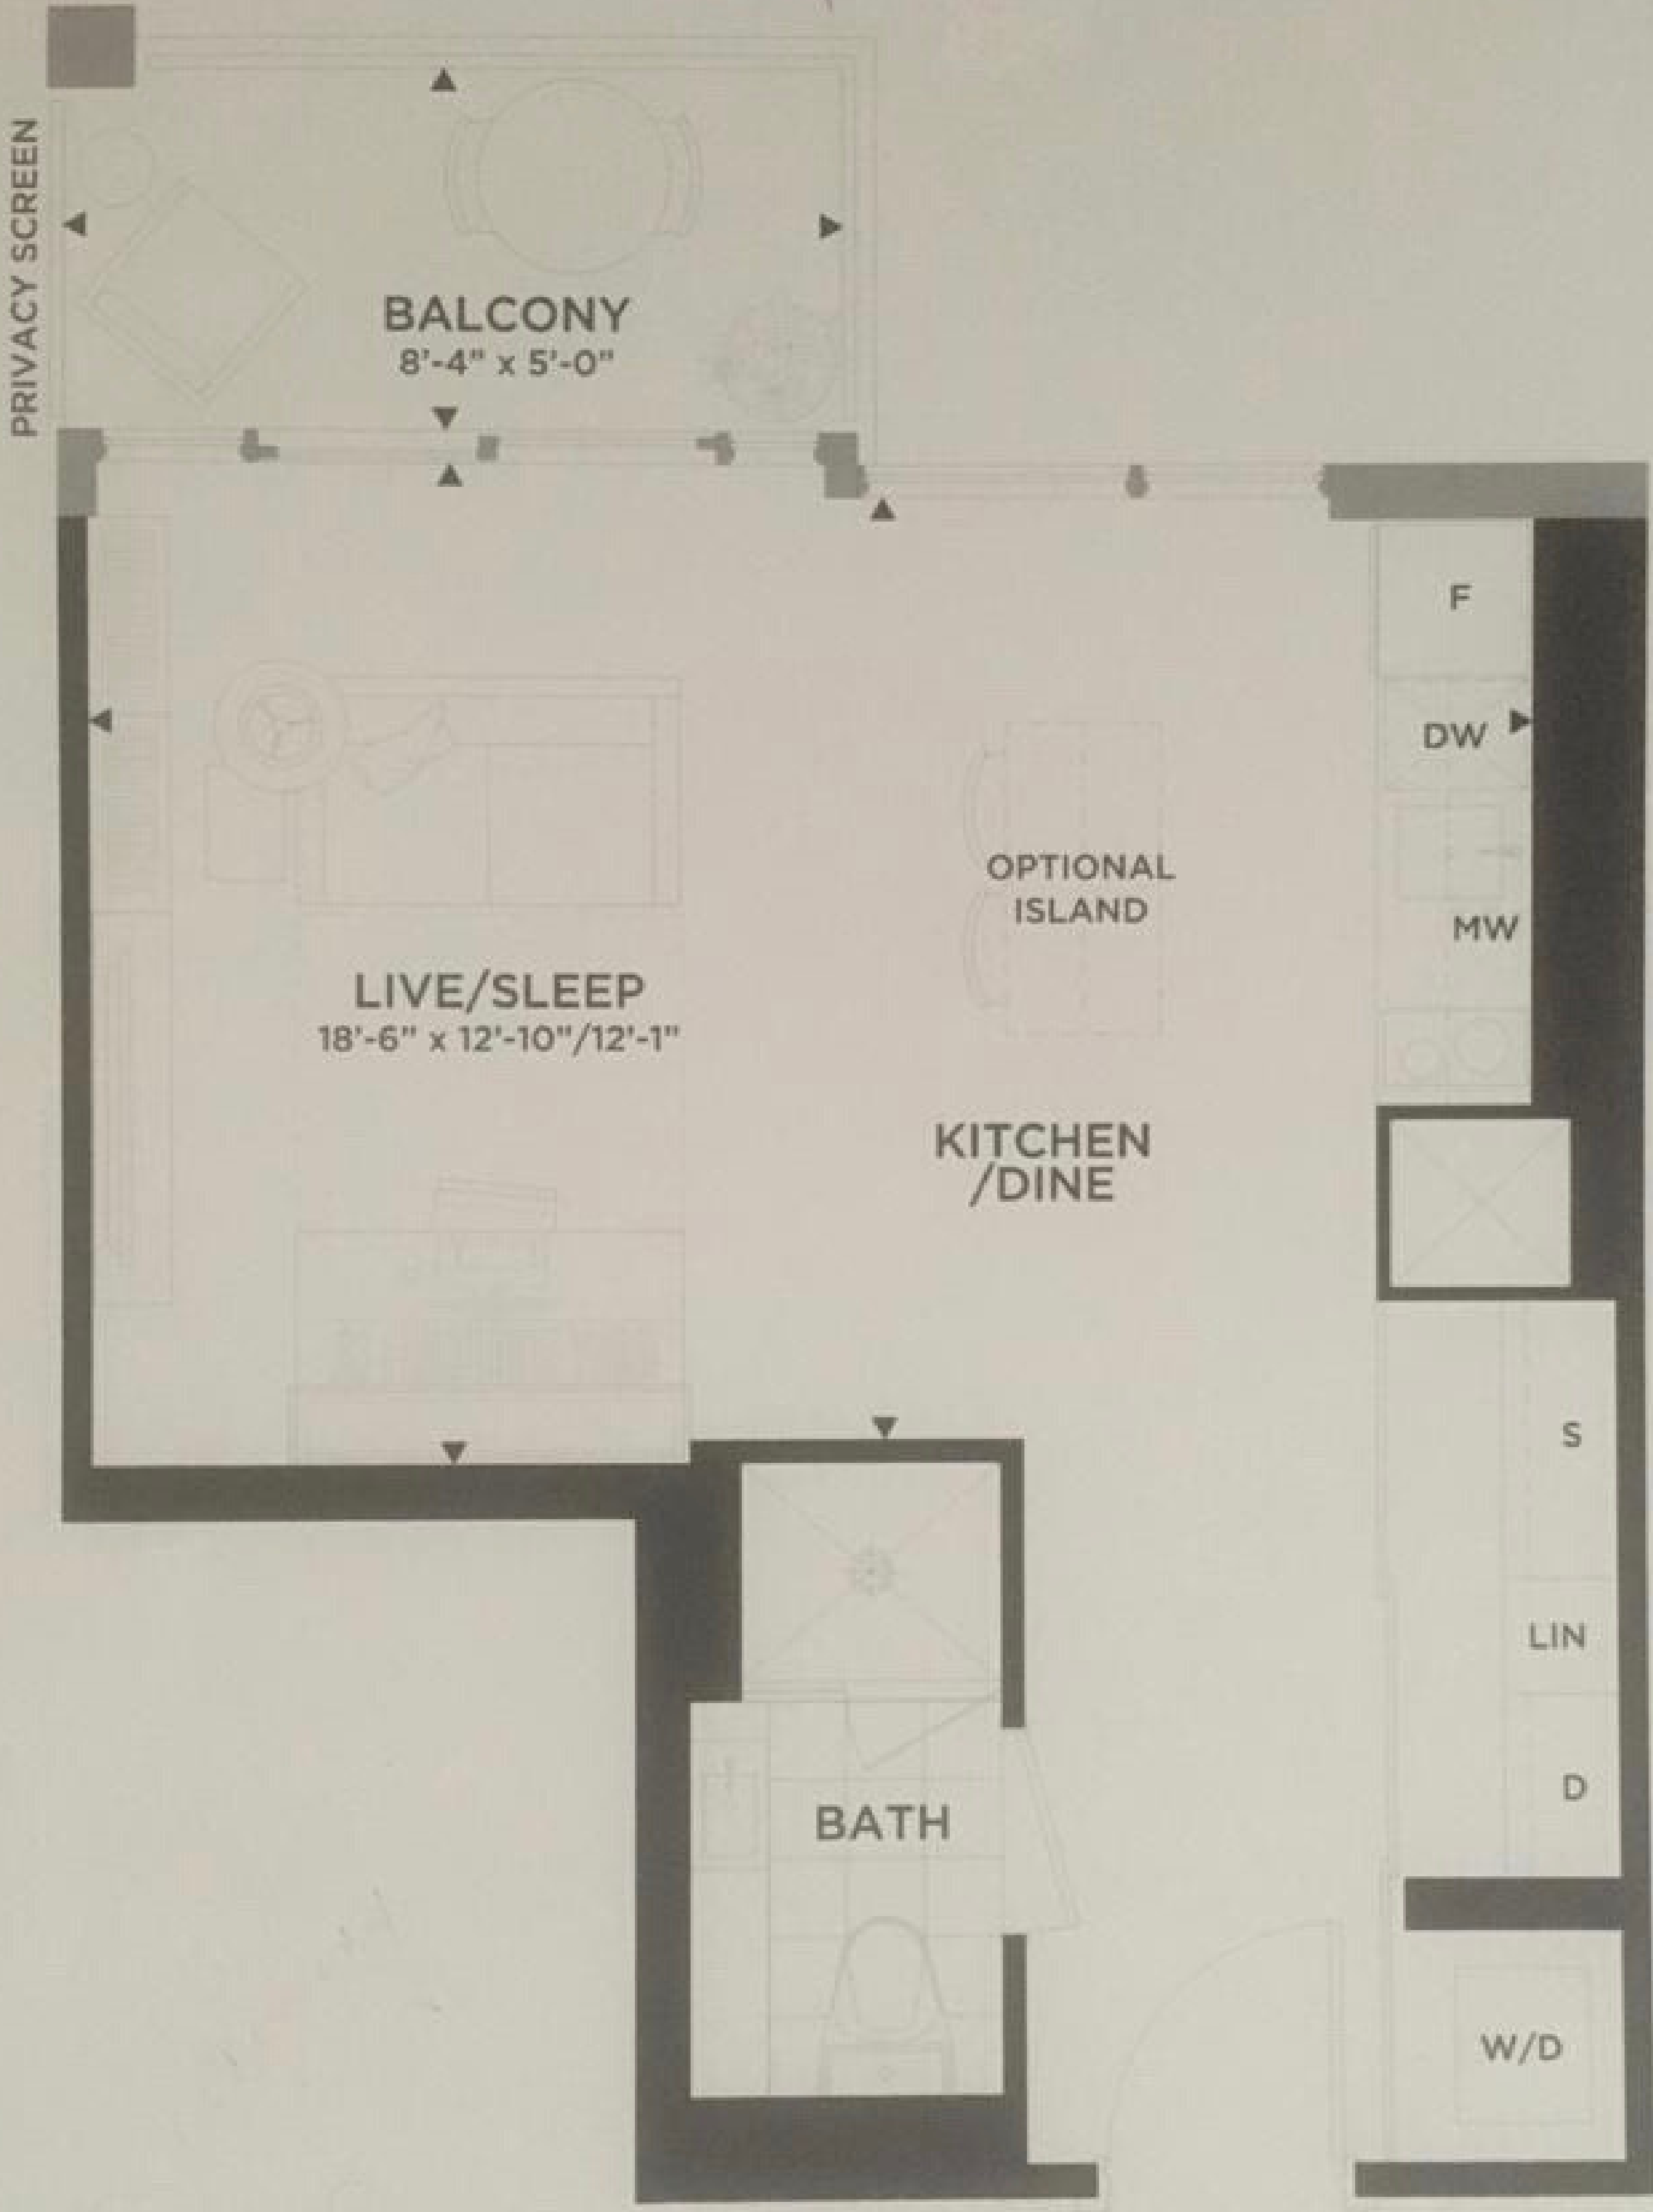 PRIVACY SCREEN
BALCONY
8'-4" x 5'-0"
F
DW
OPTIONAL
ISLAND
MW
LIVE/SLEEP
18'-6" x 12'-10"/12'-1"
KITCHEN
/DINE
S
LIN
D
BATH
W/D